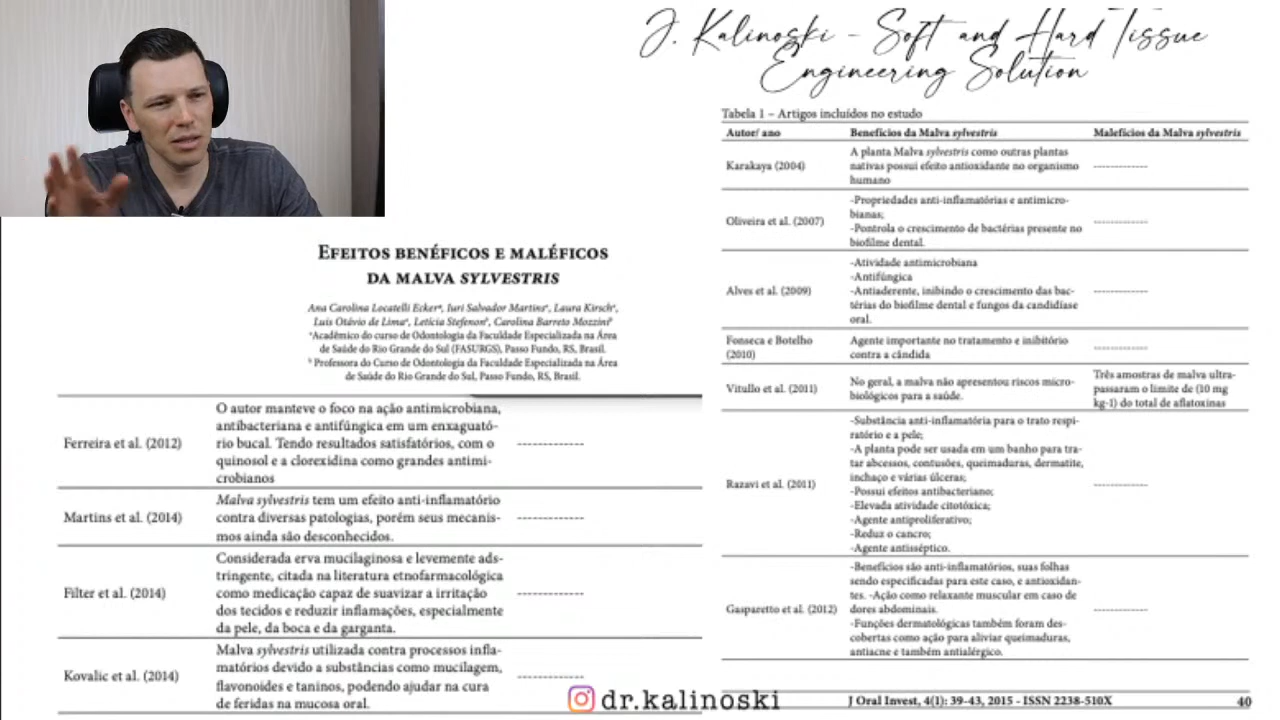 J. Kalinoski - Soft and Hard Tissue
Engineering Solution
EFEITOS BENÉFICOS E MALÉFICOS
DA MALVA SYLVESTRIS
Ana Carolina Locatelli Eckerª, Iuri Salvador Martinsª, Laura Kirschª,
Luis Otávio de Limaª, Letícia Stefenonᵇ, Carolina Barreto Mozziniᵇ
ªAcadêmico do curso de Odontologia da Faculdade Especializada na Área
de Saúde do Rio Grande do Sul (FASURGS), Passo Fundo, RS, Brasil.
ᵇ Professora do Curso de Odontologia da Faculdade Especializada na Área
de Saúde do Rio Grande do Sul, Passo Fundo, RS, Brasil.
Tabela 1 – Artigos incluídos no estudo
Autor/ ano Benefícios da Malva sylvestris Malefícios da Malva sylvestris
Karakaya (2004)
A planta Malva sylvestris como outras plantas
nativas possui efeito antioxidante no organismo
humano
-------------
Oliveira et al. (2007)
-Propriedades anti-inflamatórias e antimicro-
bianas;
-Pontrola o crescimento de bactérias presente no
biofilme dental.
-------------
Alves et al. (2009)
-Atividade antimicrobiana
-Antifúngica
-Antiaderente, inibindo o crescimento das bac-
térias do biofilme dental e fungos da candidíase
oral.
-------------
Fonseca e Botelho
(2010)
Agente importante no tratamento e inibitório
contra a cândida
-------------
Vitullo et al. (2011)
No geral, a malva não apresentou riscos micro-
biológicos para a saúde.
Três amostras de malva ultra-
passaram o limite de (10 mg
kg-1) do total de aflatoxinas
Razavi et al. (2011)
-Substância anti-inflamatória para o trato respi-
ratório e a pele;
-A planta pode ser usada em um banho para tra-
tar abcessos, contusões, queimaduras, dermatite,
inchaço e várias úlceras;
-Possui efeitos antibacteriano;
-Elevada atividade citotóxica;
-Agente antiproliferativo;
-Reduz o cancro;
-Agente antisséptico.
-------------
Gasparetto et al. (2012)
-Benefícios são anti-inflamatórios, suas folhas
sendo especificadas para este caso, e antioxidan-
tes. -Ação como relaxante muscular em caso de
dores abdominais.
-Funções dermatológicas também foram des-
cobertas como ação para aliviar queimaduras,
antiacne e também antialérgico.
-------------
Ferreira et al. (2012)
O autor manteve o foco na ação antimicrobiana,
antibacteriana e antifúngica em um enxaguató-
rio bucal. Tendo resultados satisfatórios, com o
quinosol e a clorexidina como grandes antimi-
crobianos
-------------
Martins et al. (2014)
Malva sylvestris tem um efeito anti-inflamatório
contra diversas patologias, porém seus mecanis-
mos ainda são desconhecidos.
-------------
Filter et al. (2014)
Considerada erva mucilaginosa e levemente ads-
tringente, citada na literatura etnofarmacológica
como medicação capaz de suavizar a irritação
dos tecidos e reduzir inflamações, especialmente
da pele, da boca e da garganta.
-------------
Kovalic et al. (2014)
Malva sylvestris utilizada contra processos infla-
matórios devido a substâncias como mucilagem,
flavonoides e taninos, podendo ajudar na cura
de feridas na mucosa oral.
-------------
dr.kalinoski
J Oral Invest, 4(1): 39-43, 2015 - ISSN 2238-510X 40